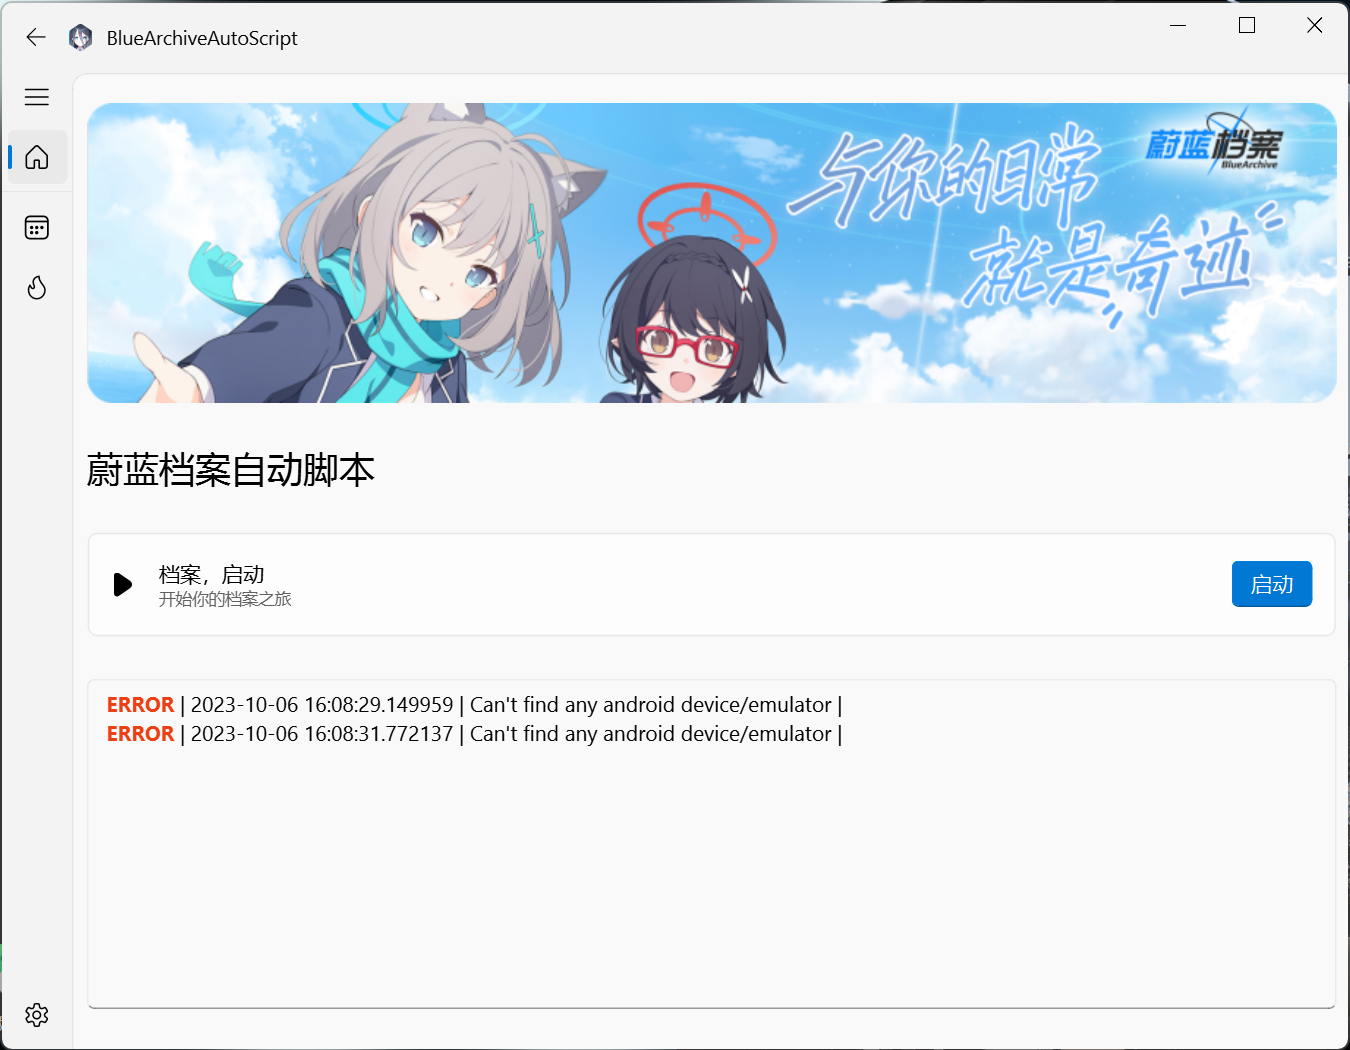 BlueArchiveAutoScript
与你的日常
就是奇迹
蔚蓝档案
BlueArchive
蔚蓝档案自动脚本
档案，启动
开始你的档案之旅
启动
ERROR | 2023-10-06 16:08:29.149959 | Can't find any android device/emulator |
ERROR | 2023-10-06 16:08:31.772137 | Can't find any android device/emulator |